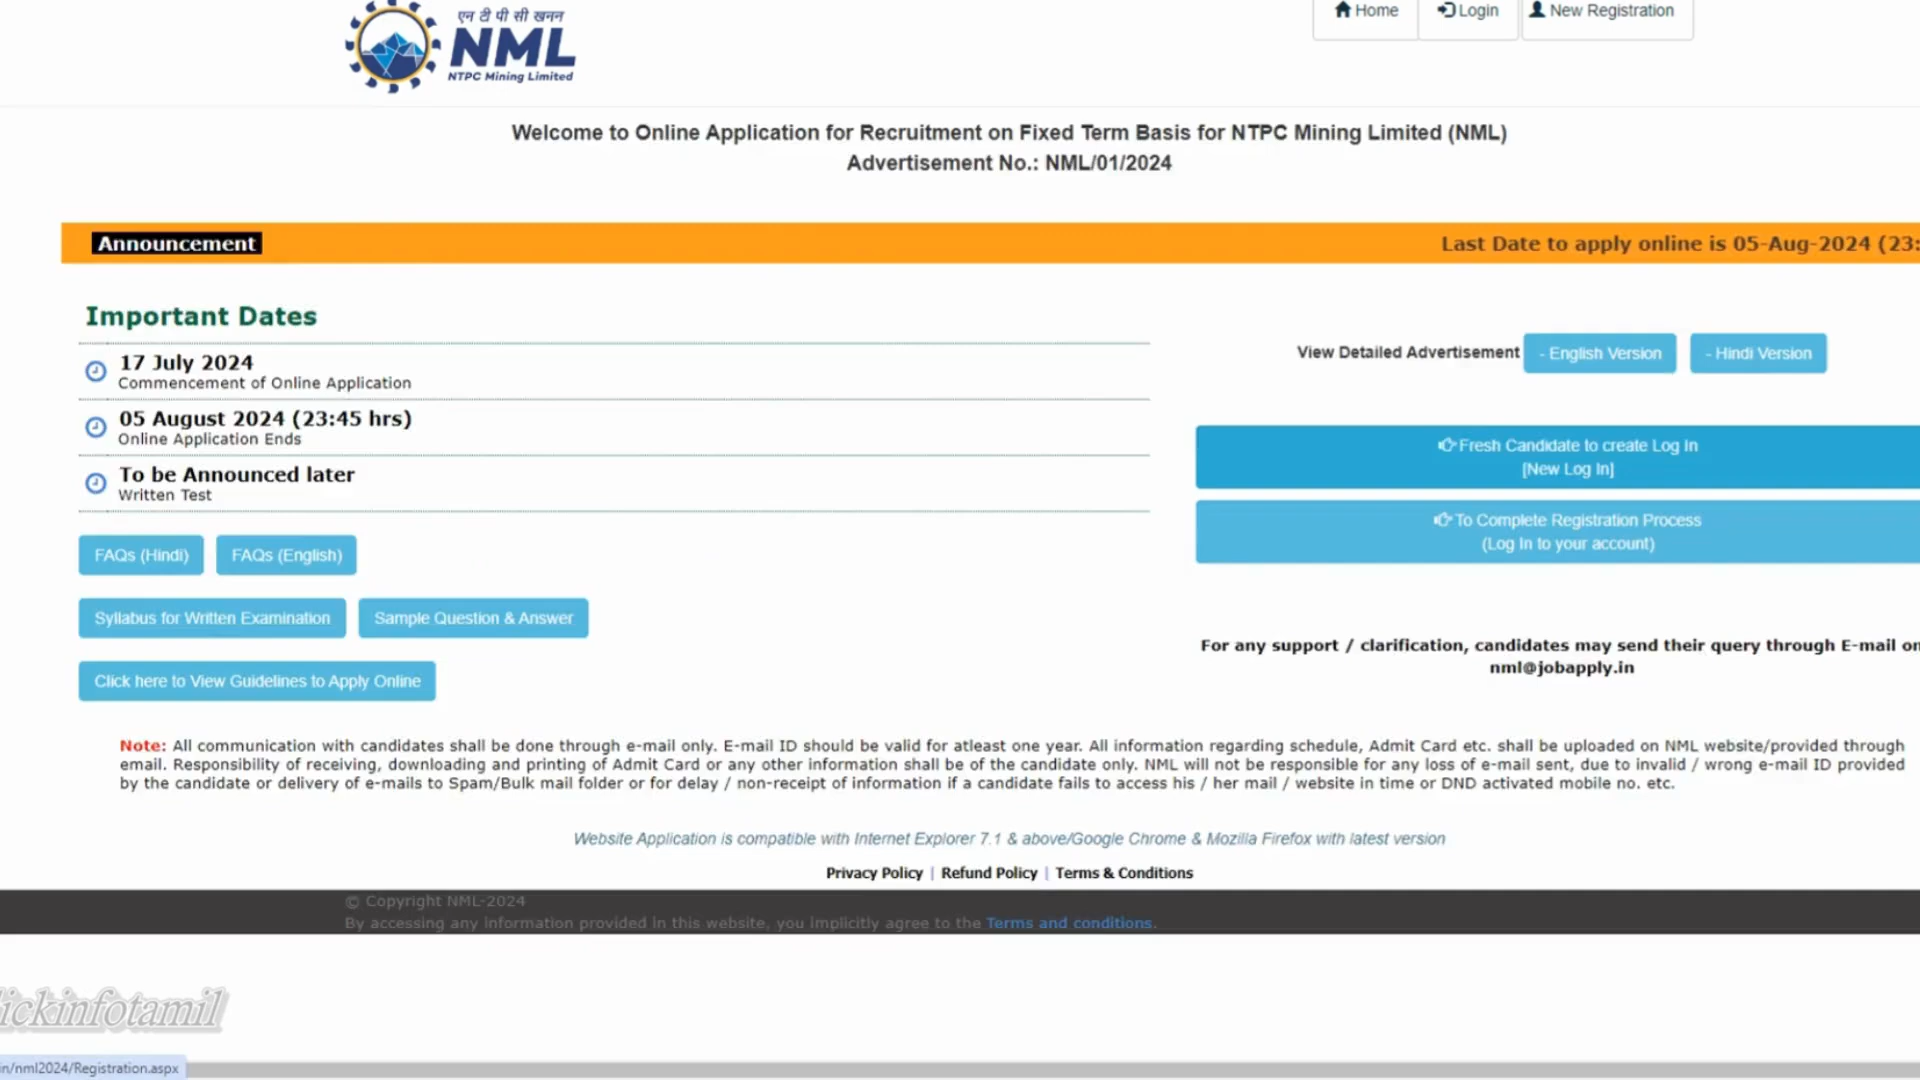 एन टी पी सी खनन
NML
NTPC Mining Limited
Home
Login
New Registration
Welcome to Online Application for Recruitment on Fixed Term Basis for NTPC Mining Limited (NML)
Advertisement No.: NML/01/2024
Announcement
Last Date to apply online is 05-Aug-2024 (23:
Important Dates
17 July 2024
Commencement of Online Application
05 August 2024 (23:45 hrs)
Online Application Ends
To be Announced later
Written Test
View Detailed Advertisement
- English Version
- Hindi Version
Fresh Candidate to create Log In
[New Log In]
To Complete Registration Process
(Log In to your account)
FAQs (Hindi)
FAQs (English)
Syllabus for Written Examination
Sample Question & Answer
Click here to View Guidelines to Apply Online
For any support / clarification, candidates may send their query through E-mail on
nml@jobapply.in
Note: All communication with candidates shall be done through e-mail only. E-mail ID should be valid for atleast one year. All information regarding schedule, Admit Card etc. shall be uploaded on NML website/provided through
email. Responsibility of receiving, downloading and printing of Admit Card or any other information shall be of the candidate only. NML will not be responsible for any loss of e-mail sent, due to invalid / wrong e-mail ID provided
by the candidate or delivery of e-mails to Spam/Bulk mail folder or for delay / non-receipt of information if a candidate fails to access his / her mail / website in time or DND activated mobile no. etc.
Website Application is compatible with Internet Explorer 7.1 & above/Google Chrome & Mozilla Firefox with latest version
Privacy Policy | Refund Policy | Terms & Conditions
© Copyright NML-2024
By accessing any information provided in this website, you implicitly agree to the Terms and conditions.
ickinfotamil
in/nml2024/Registration.aspx